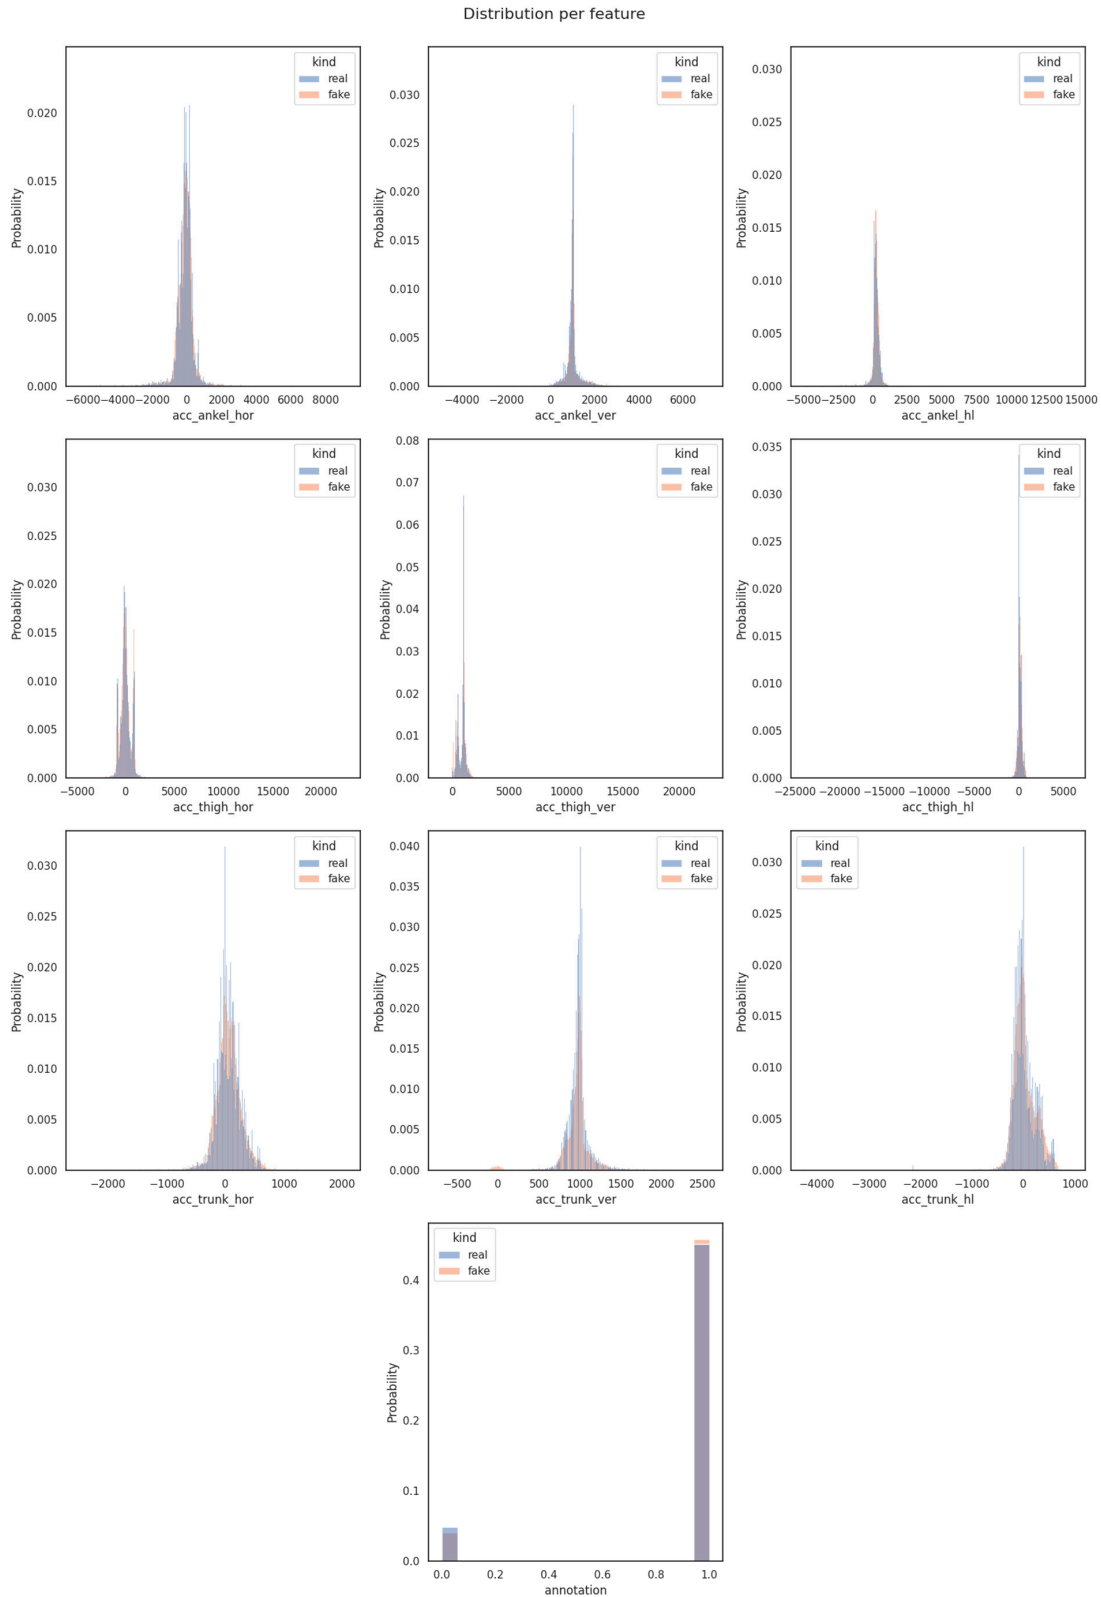 Distribution per feature
kind
real
fake
Probability
0.020
0.015
0.010
0.005
0.000
−6000 −4000 −2000 0 2000 4000 6000 8000
acc_ankel_hor
kind
real
fake
Probability
0.030
0.025
0.020
0.015
0.010
0.005
0.000
−4000 −2000 0 2000 4000 6000
acc_ankel_ver
kind
real
fake
Probability
0.030
0.025
0.020
0.015
0.010
0.005
0.000
−5000 −2500 0 2500 5000 7500 10000 12500 15000
acc_ankel_hl
kind
real
fake
Probability
0.030
0.025
0.020
0.015
0.010
0.005
0.000
−5000 0 5000 10000 15000 20000
acc_thigh_hor
kind
real
fake
Probability
0.08
0.07
0.06
0.05
0.04
0.03
0.02
0.01
0.00
0 5000 10000 15000 20000
acc_thigh_ver
kind
real
fake
Probability
0.035
0.030
0.025
0.020
0.015
0.010
0.005
0.000
−25000 −20000 −15000 −10000 −5000 0 5000
acc_thigh_hl
kind
real
fake
Probability
0.030
0.025
0.020
0.015
0.010
0.005
0.000
−2000 −1000 0 1000 2000
acc_trunk_hor
kind
real
fake
Probability
0.040
0.035
0.030
0.025
0.020
0.015
0.010
0.005
0.000
−500 0 500 1000 1500 2000 2500
acc_trunk_ver
kind
real
fake
Probability
0.030
0.025
0.020
0.015
0.010
0.005
0.000
−4000 −3000 −2000 −1000 0 1000
acc_trunk_hl
kind
real
fake
Probability
0.4
0.3
0.2
0.1
0.0
0.0 0.2 0.4 0.6 0.8 1.0
annotation